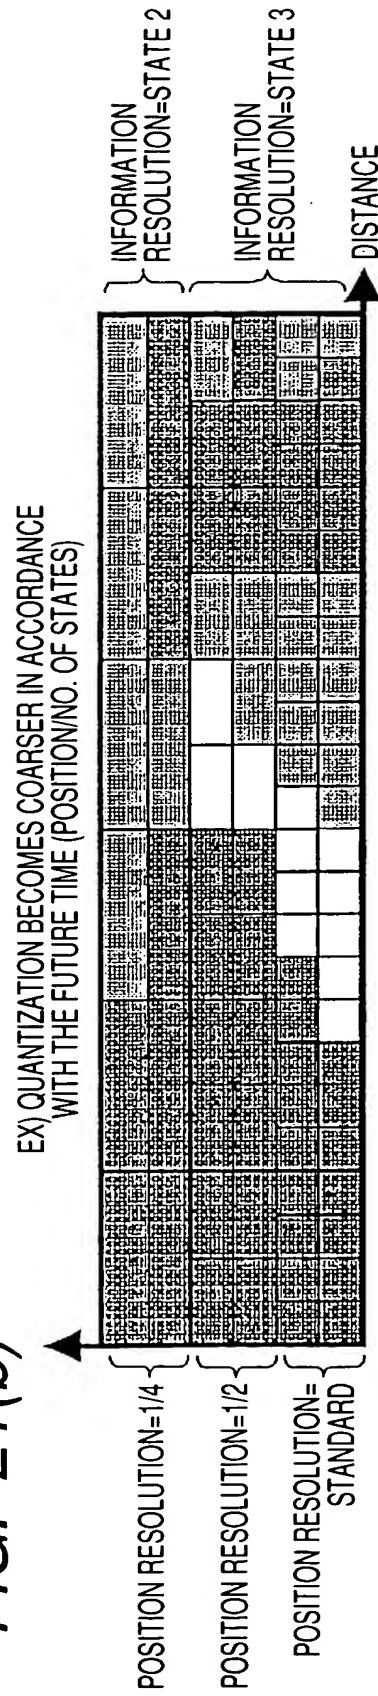 EX) QUANTIZATION BECOMES COARSER IN ACCORDANCE
WITH THE FUTURE TIME (POSITION/NO. OF STATES)
POSITION RESOLUTION=1/4
POSITION RESOLUTION=1/2
POSITION RESOLUTION=
STANDARD
INFORMATION
RESOLUTION=STATE 2
INFORMATION
RESOLUTION=STATE 3
DISTANCE